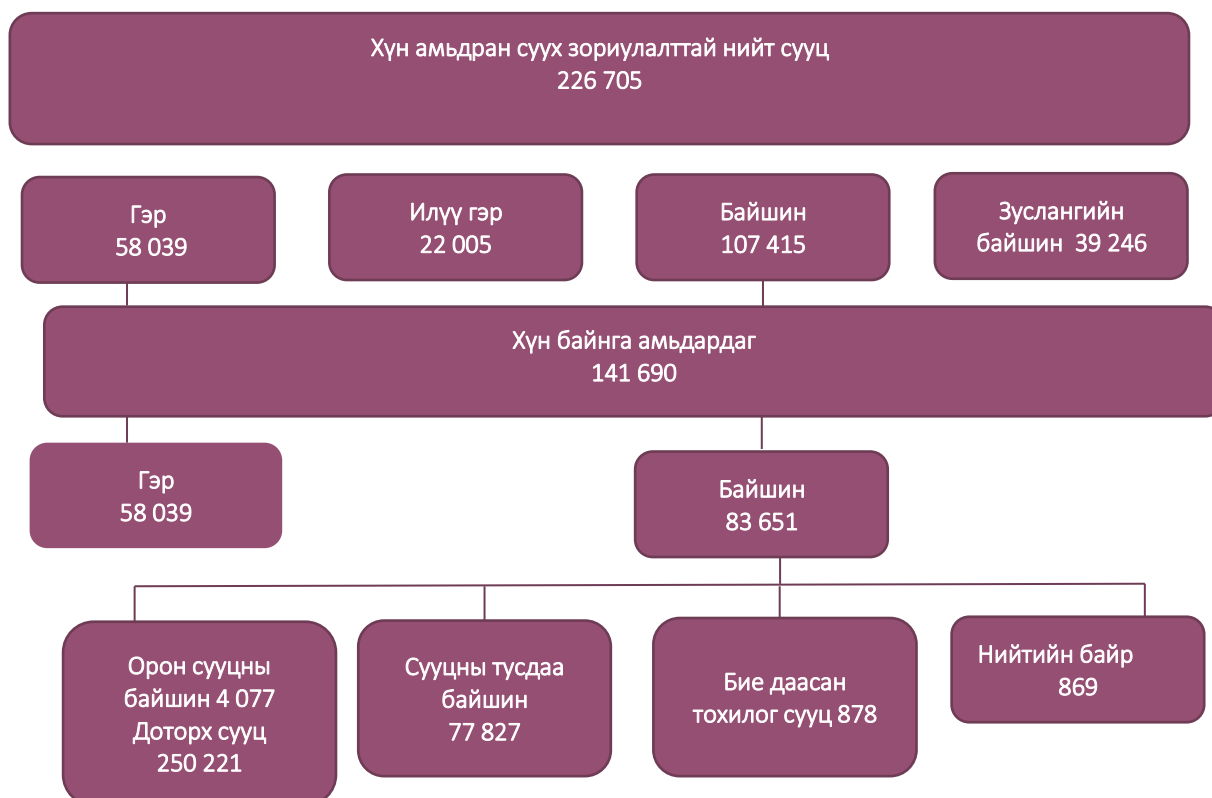 Хүн амьдран суух зориулалттай нийт сууц
226 705
Гэр
58 039
Илүү гэр
22 005
Байшин
107 415
Зуслангийн
байшин 39 246
Хүн байнга амьдардаг
141 690
Гэр
58 039
Байшин
83 651
Орон сууцны
байшин 4 077
Доторх сууц
250 221
Сууцны тусдаа
байшин
77 827
Бие даасан
тохилог сууц 878
Нийтийн байр
869